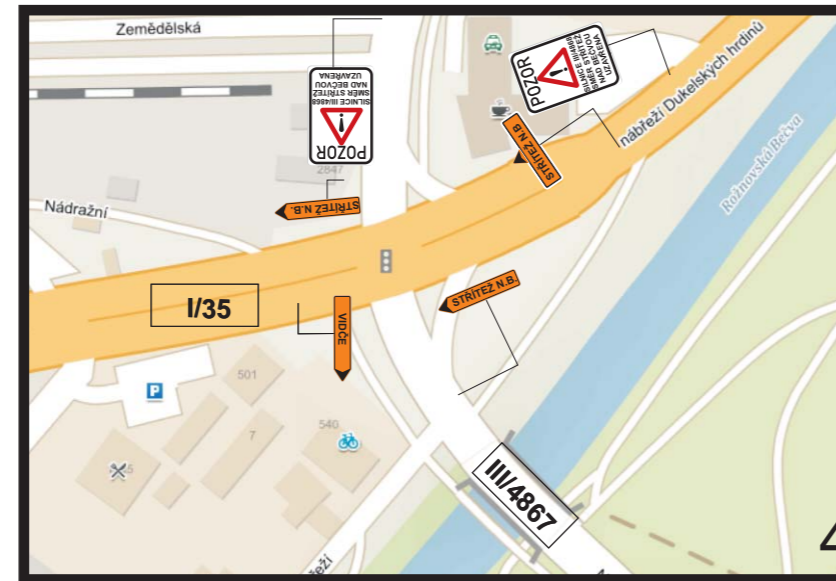 Zemědělská
POZOR
SILNICE III/4868
SMĚR STŘÍTEŽ
NAD BEČVOU
UZAVŘENA
POZOR
SILNICE III/4868
SMĚR STŘÍTEŽ
NAD BEČVOU
UZAVŘENA
nábřeží Dukelských hrdinů
STŘÍTEŽ N.B.
2847
STŘÍTEŽ N.B.
Nádražní
Rožnovská Bečva
STŘÍTEŽ N.B.
I/35
VIDČE
P
501
7
540
III/4867
4